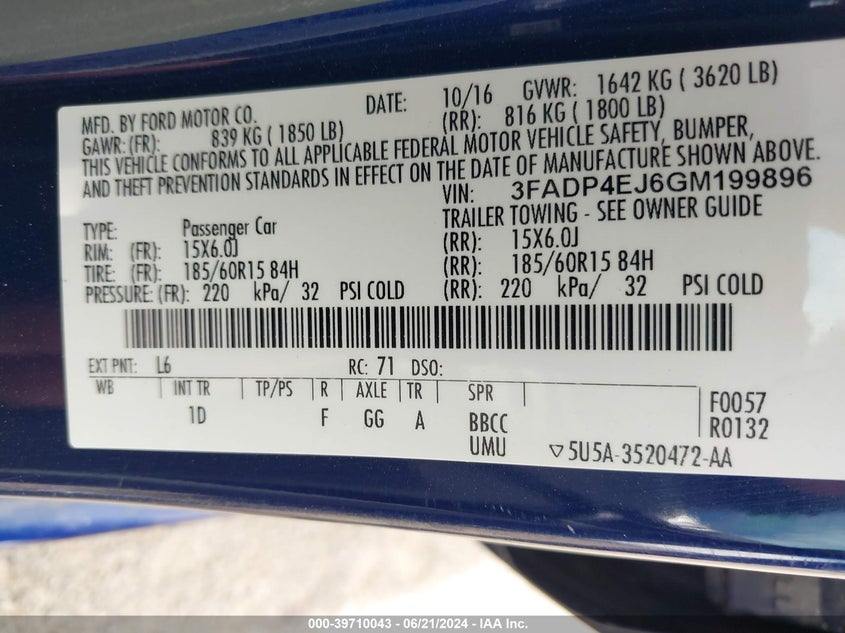 MFD. BY FORD MOTOR CO. DATE: 10/16 GVWR: 1642 KG ( 3620 LB)
GAWR:(FR): 839 KG ( 1850 LB) (RR): 816 KG ( 1800 LB)
THIS VEHICLE CONFORMS TO ALL APPLICABLE FEDERAL MOTOR VEHICLE SAFETY, BUMPER,
AND THEFT PREVENTION STANDARDS IN EFFECT ON THE DATE OF MANUFACTURE SHOWN ABOVE.
VIN: 3FADP4EJ6GM199896
TYPE: Passenger Car TRAILER TOWING - SEE OWNER GUIDE
RIM: (FR): 15X6.0J (RR): 15X6.0J
TIRE: (FR): 185/60R15 84H (RR): 185/60R15 84H
PRESSURE: (FR): 220 kPa/ 32 PSI COLD (RR): 220 kPa/ 32 PSI COLD
EXT PNT: L6 RC: 71 DSO:
WB INT TR TP/PS R AXLE TR SPR
1D F GG A BBCC F0057
UMU R0132
▽5U5A-3520472-AA
000-39710043 - 06/21/2024 - IAA Inc.